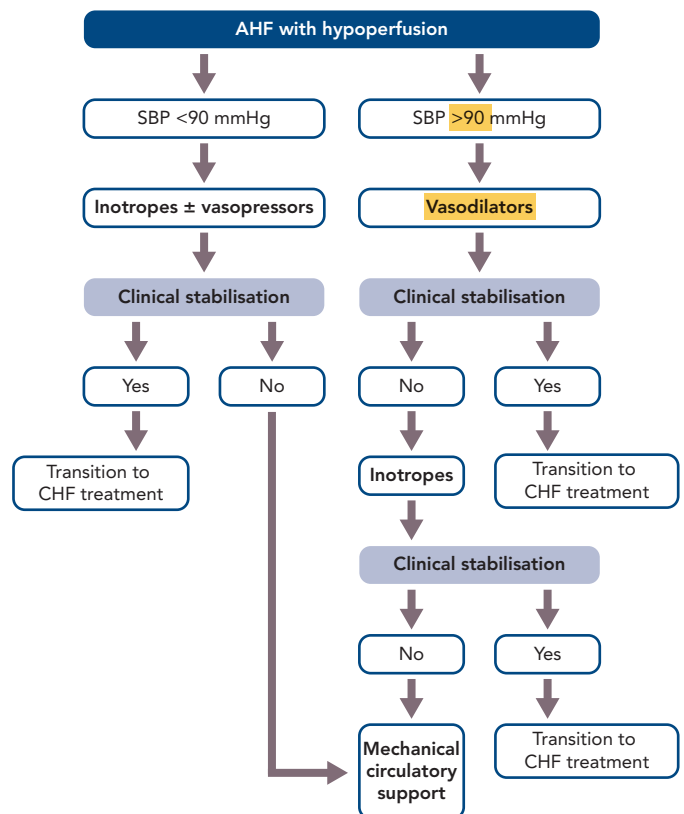 AHF with hypoperfusion
SBP <90 mmHg
SBP >90 mmHg
Inotropes ± vasopressors
Vasodilators
Clinical stabilisation
Clinical stabilisation
Yes
No
No
Yes
Transition to
CHF treatment
Inotropes
Transition to
CHF treatment
Clinical stabilisation
No
Yes
Mechanical
circulatory
support
Transition to
CHF treatment